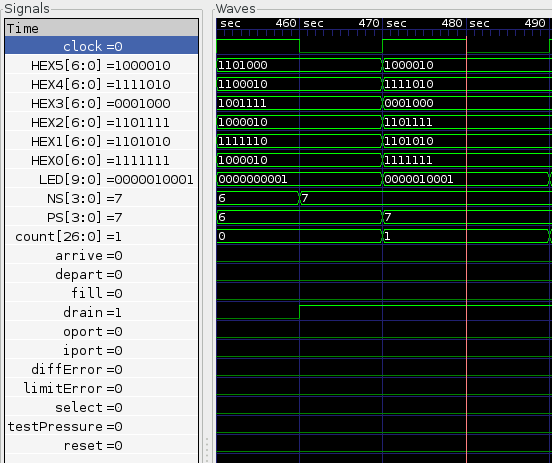 Signals
Waves
Time
sec 460 sec 470 sec 480 sec 490
clock =0
HEX5[6:0] =1000010 1101000 1000010
HEX4[6:0] =1111010 1100010 1111010
HEX3[6:0] =0001000 1001111 0001000
HEX2[6:0] =1101111 1000010 1101111
HEX1[6:0] =1101010 1111110 1101010
HEX0[6:0] =1111111 1000010 1111111
LED[9:0] =0000010001 0000000001 0000010001
NS[3:0] =7 6 7
PS[3:0] =7 6 7
count[26:0] =1 0 1
arrive =0
depart =0
fill =0
drain =1
oport =0
iport =0
diffError =0
limitError =0
select =0
testPressure =0
reset =0